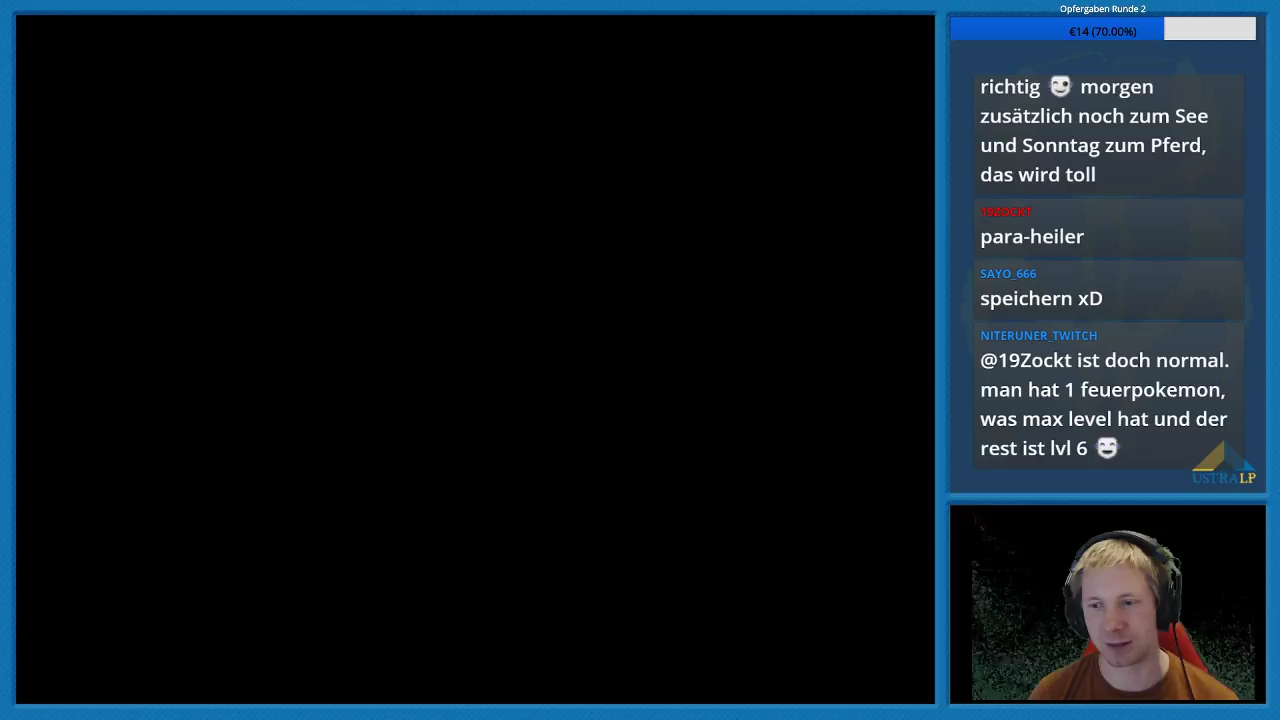 Opfergaben Runde 2
€14 (70.00%)
richtig morgen
zusätzlich noch zum See
und Sonntag zum Pferd,
das wird toll
19ZOCKT
para-heiler
SAYO_666
speichern xD
NITERUNER_TWITCH
@19Zockt ist doch normal.
man hat 1 feuerpokemon,
was max level hat und der
rest ist lvl 6
USTRALP